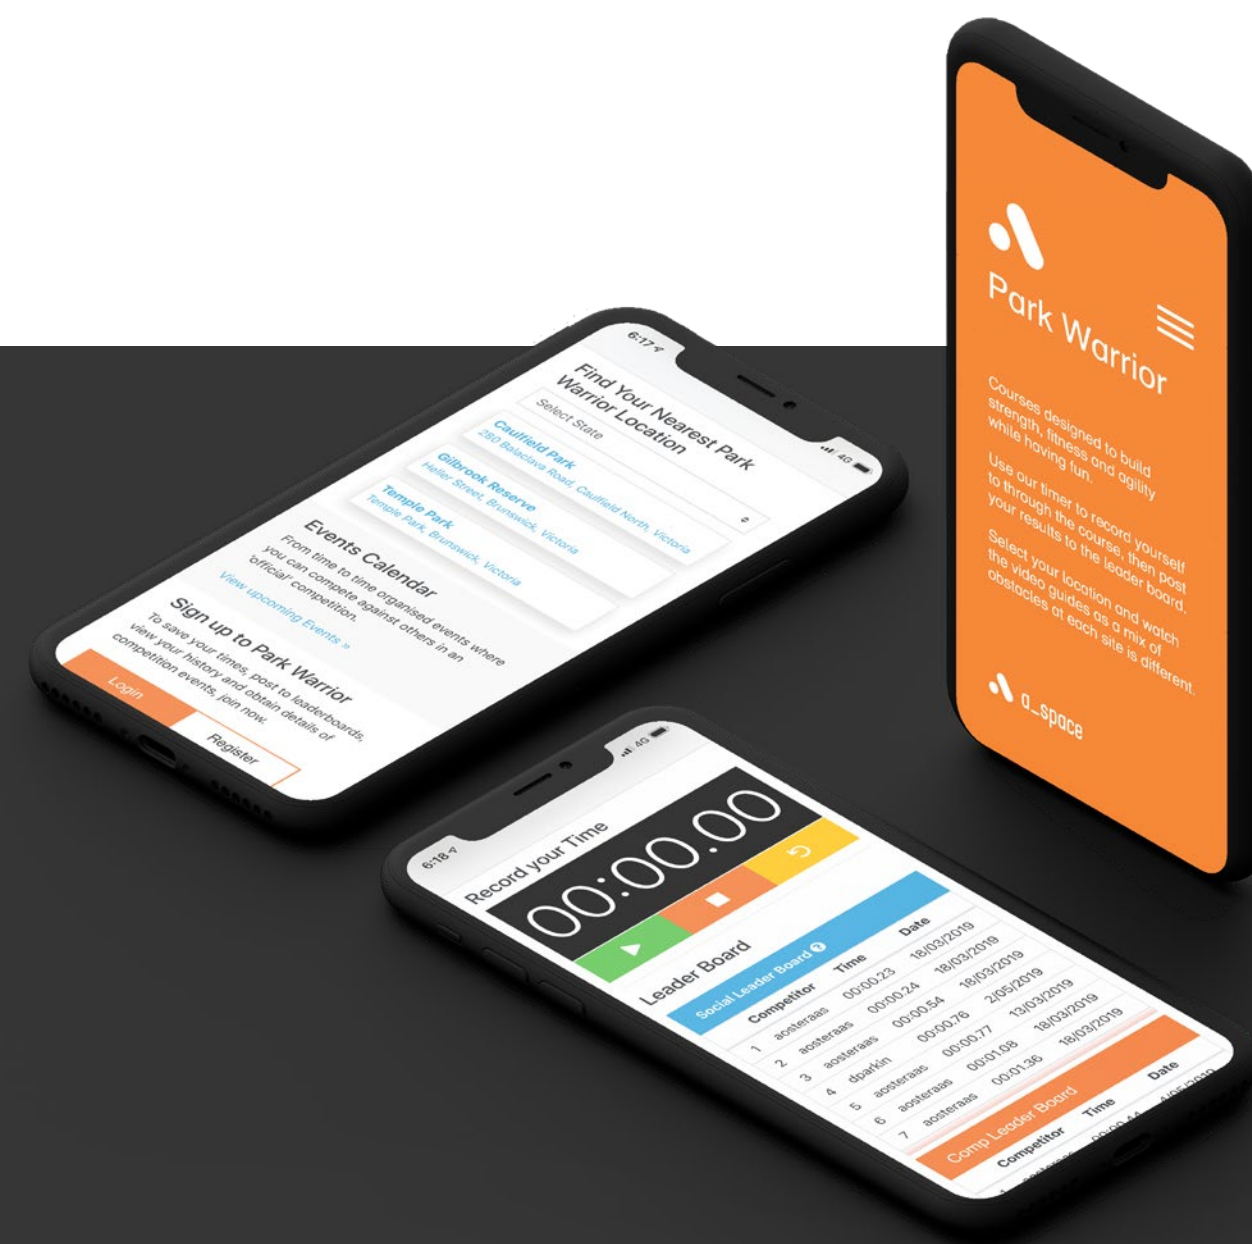 6:17
4G
Find Your Nearest Park
Warrior Location
Select State
Caulfield Park
280 Balaclava Road, Caulfield North, Victoria
Gilbrook Reserve
Heller Street, Brunswick, Victoria
Temple Park
Temple Park, Brunswick, Victoria
Events Calendar
From time to time organised events where
you can compete against others in an
'official' competition.
View upcoming Events »
Sign up to Park Warrior
To save your times, post to leaderboards,
view your history and obtain details of
competition events, join now.
Login
Register
Park Warrior
Courses designed to build
strength, fitness and agility
while having fun.
Use our timer to record yourself
to through the course, then post
your results to the leader board.
Select your location and watch
the video guides as a mix of
obstacles at each site is different.
a_space
6:18
4G
Record your Time
00:00.00
Leader Board
Social Leader Board ?
Competitor Time Date
1 aosteraas 00:00.23 18/03/2019
2 aosteraas 00:00.24 18/03/2019
3 aosteraas 00:00.54 18/03/2019
4 dparkin 00:00.76 2/05/2019
5 aosteraas 00:00.77 13/03/2019
6 aosteraas 00:01.08 18/03/2019
7 aosteraas 00:01.36 18/03/2019
Comp Leader Board
Competitor Time Date